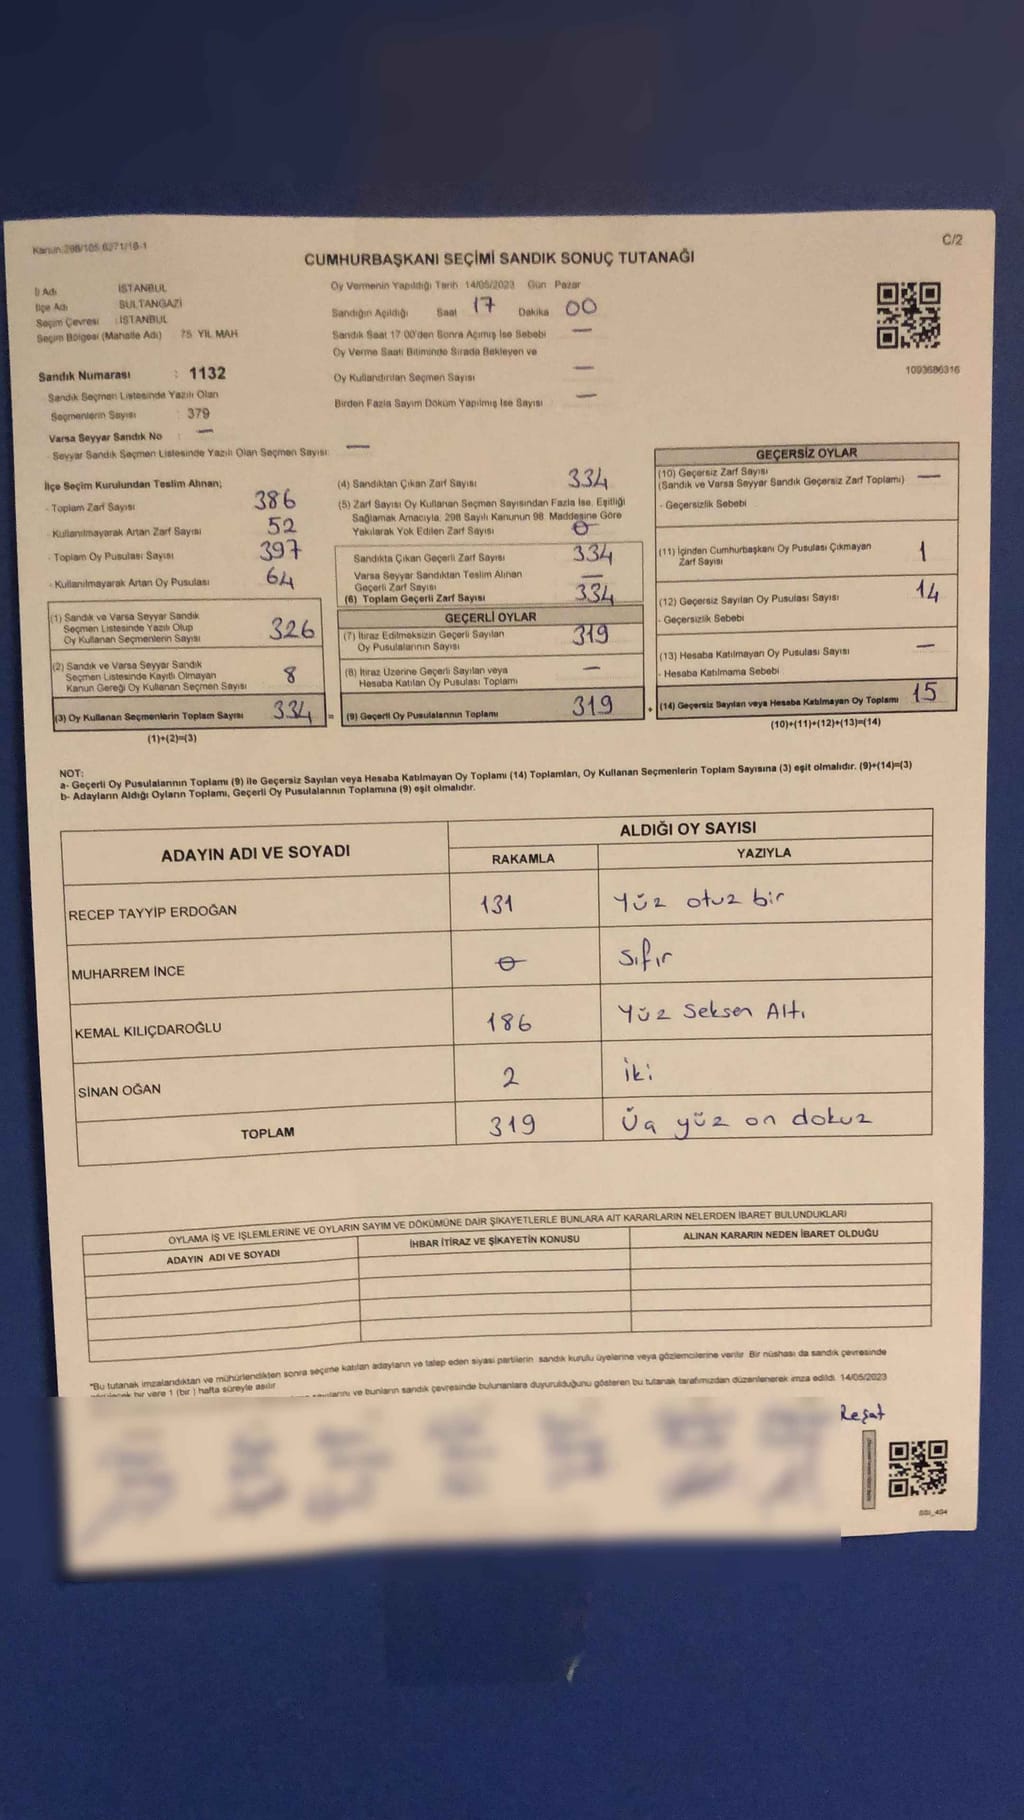 Kanun:298/105 6271/16-1
C/2
CUMHURBAŞKANI SEÇİMİ SANDIK SONUÇ TUTANAĞI
İl Adı İSTANBUL
İlçe Adı SULTANGAZİ
Seçim Çevresi : İSTANBUL
Seçim Bölgesi (Mahalle Adı) 75. YIL MAH
Sandık Numarası : 1132
Sandık Seçmen Listesinde Yazılı Olan
Seçmenlerin Sayısı : 379
Varsa Seyyar Sandık No : —
- Seyyar Sandık Seçmen Listesinde Yazılı Olan Seçmen Sayısı: —
Oy Vermenin Yapıldığı Tarih 14/05/2023 Gün Pazar
Sandığın Açıldığı Saat 17 Dakika 00
Sandık Saat 17:00'den Sonra Açımış İse Sebebi —
Oy Verme Saati Bitiminde Sırada Bekleyen ve
Oy Kullandırılan Seçmen Sayısı —
Birden Fazla Sayım Döküm Yapılmış İse Sayısı —
1093686316
İlçe Seçim Kurulundan Teslim Alınan;
- Toplam Zarf Sayısı 386
- Kullanılmayarak Artan Zarf Sayısı 52
- Toplam Oy Pusulası Sayısı 397
- Kullanılmayarak Artan Oy Pusulası 64
(1) Sandık ve Varsa Seyyar Sandık
Seçmen Listesinde Yazılı Olup
Oy Kullanan Seçmenlerin Sayısı 326
(2) Sandık ve Varsa Seyyar Sandık
Seçmen Listesinde Kayıtlı Olmayan
Kanun Gereği Oy Kullanan Seçmen Sayısı 8
(3) Oy Kullanan Seçmenlerin Toplam Sayısı 334 =
(1)+(2)=(3)
(4) Sandıktan Çıkan Zarf Sayısı 334
(5) Zarf Sayısı Oy Kullanan Seçmen Sayısından Fazla İse, Eşitliği
Sağlamak Amacıyla, 298 Sayılı Kanunun 98. Maddesine Göre
Yakılarak Yok Edilen Zarf Sayısı 0
Sandıkta Çıkan Geçerli Zarf Sayısı 334
Varsa Seyyar Sandıktan Teslim Alınan
Geçerli Zarf Sayısı —
(6) Toplam Geçerli Zarf Sayısı 334
GEÇERLİ OYLAR
(7) İtiraz Edilmeksizin Geçerli Sayılan
Oy Pusulalarının Sayısı 319
(8) İtiraz Üzerine Geçerli Sayılan veya
Hesaba Katılan Oy Pusulası Toplamı —
(9) Geçerli Oy Pusulalarının Toplamı 319 +
GEÇERSİZ OYLAR
(10) Geçersiz Zarf Sayısı
(Sandık ve Varsa Seyyar Sandık Geçersiz Zarf Toplamı) —
- Geçersizlik Sebebi
(11) İçinden Cumhurbaşkanı Oy Pusulası Çıkmayan
Zarf Sayısı 1
(12) Geçersiz Sayılan Oy Pusulası Sayısı 14
- Geçersizlik Sebebi
(13) Hesaba Katılmayan Oy Pusulası Sayısı —
- Hesaba Katılmama Sebebi
(14) Geçersiz Sayılan veya Hesaba Katılmayan Oy Toplamı 15
(10)+(11)+(12)+(13)=(14)
NOT:
a- Geçerli Oy Pusulalarının Toplamı (9) ile Geçersiz Sayılan veya Hesaba Katılmayan Oy Toplamı (14) Toplamları, Oy Kullanan Seçmenlerin Toplam Sayısına (3) eşit olmalıdır. (9)+(14)=(3)
b- Adayların Aldığı Oyların Toplamı, Geçerli Oy Pusulalarının Toplamına (9) eşit olmalıdır.
ADAYIN ADI VE SOYADI
ALDIĞI OY SAYISI
RAKAMLA YAZIYLA
RECEP TAYYİP ERDOĞAN 131 Yüz otuz bir
MUHARREM İNCE 0 Sıfır
KEMAL KILIÇDAROĞLU 186 Yüz Seksen Altı
SİNAN OĞAN 2 iki
TOPLAM 319 Üç yüz on dokuz
OYLAMA İŞ VE İŞLEMLERİNE VE OYLARIN SAYIM VE DÖKÜMÜNE DAİR ŞİKAYETLERLE BUNLARA AİT KARARLARIN NELERDEN İBARET BULUNDUKLARI
ADAYIN ADI VE SOYADI İHBAR İTİRAZ VE ŞİKAYETİN KONUSU ALINAN KARARIN NEDEN İBARET OLDUĞU
*Bu tutanak imzalandıktan ve mühürlendikten sonra seçime katılan adayların ve talep eden siyasi partilerin sandık kurulu üyelerine veya gözlemcilerine verilir. Bir nüshası da sandık çevresinde
bir yere 1 (bir) hafta süreyle asılır.
ve bunların sandık çevresinde bulunanlara duyurulduğunu gösteren bu tutanak tarafımızdan düzenlenerek imza edildi. 14/05/2023
Reşat